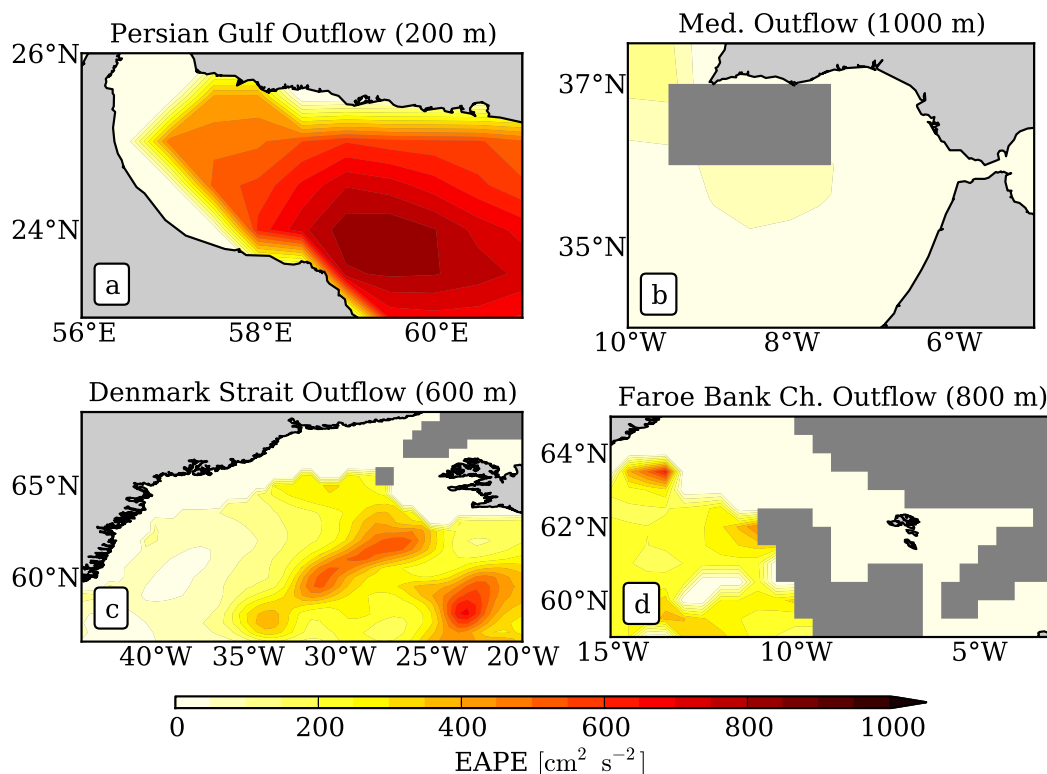 Persian Gulf Outflow (200 m)
26°N
24°N
a
56°E
58°E
60°E
Med. Outflow (1000 m)
37°N
35°N
b
10°W
8°W
6°W
Denmark Strait Outflow (600 m)
65°N
60°N
c
40°W
35°W
30°W
25°W
20°W
Faroe Bank Ch. Outflow (800 m)
64°N
62°N
60°N
d
15°W
10°W
5°W
0
200
400
600
800
1000
EAPE [cm² s⁻²]